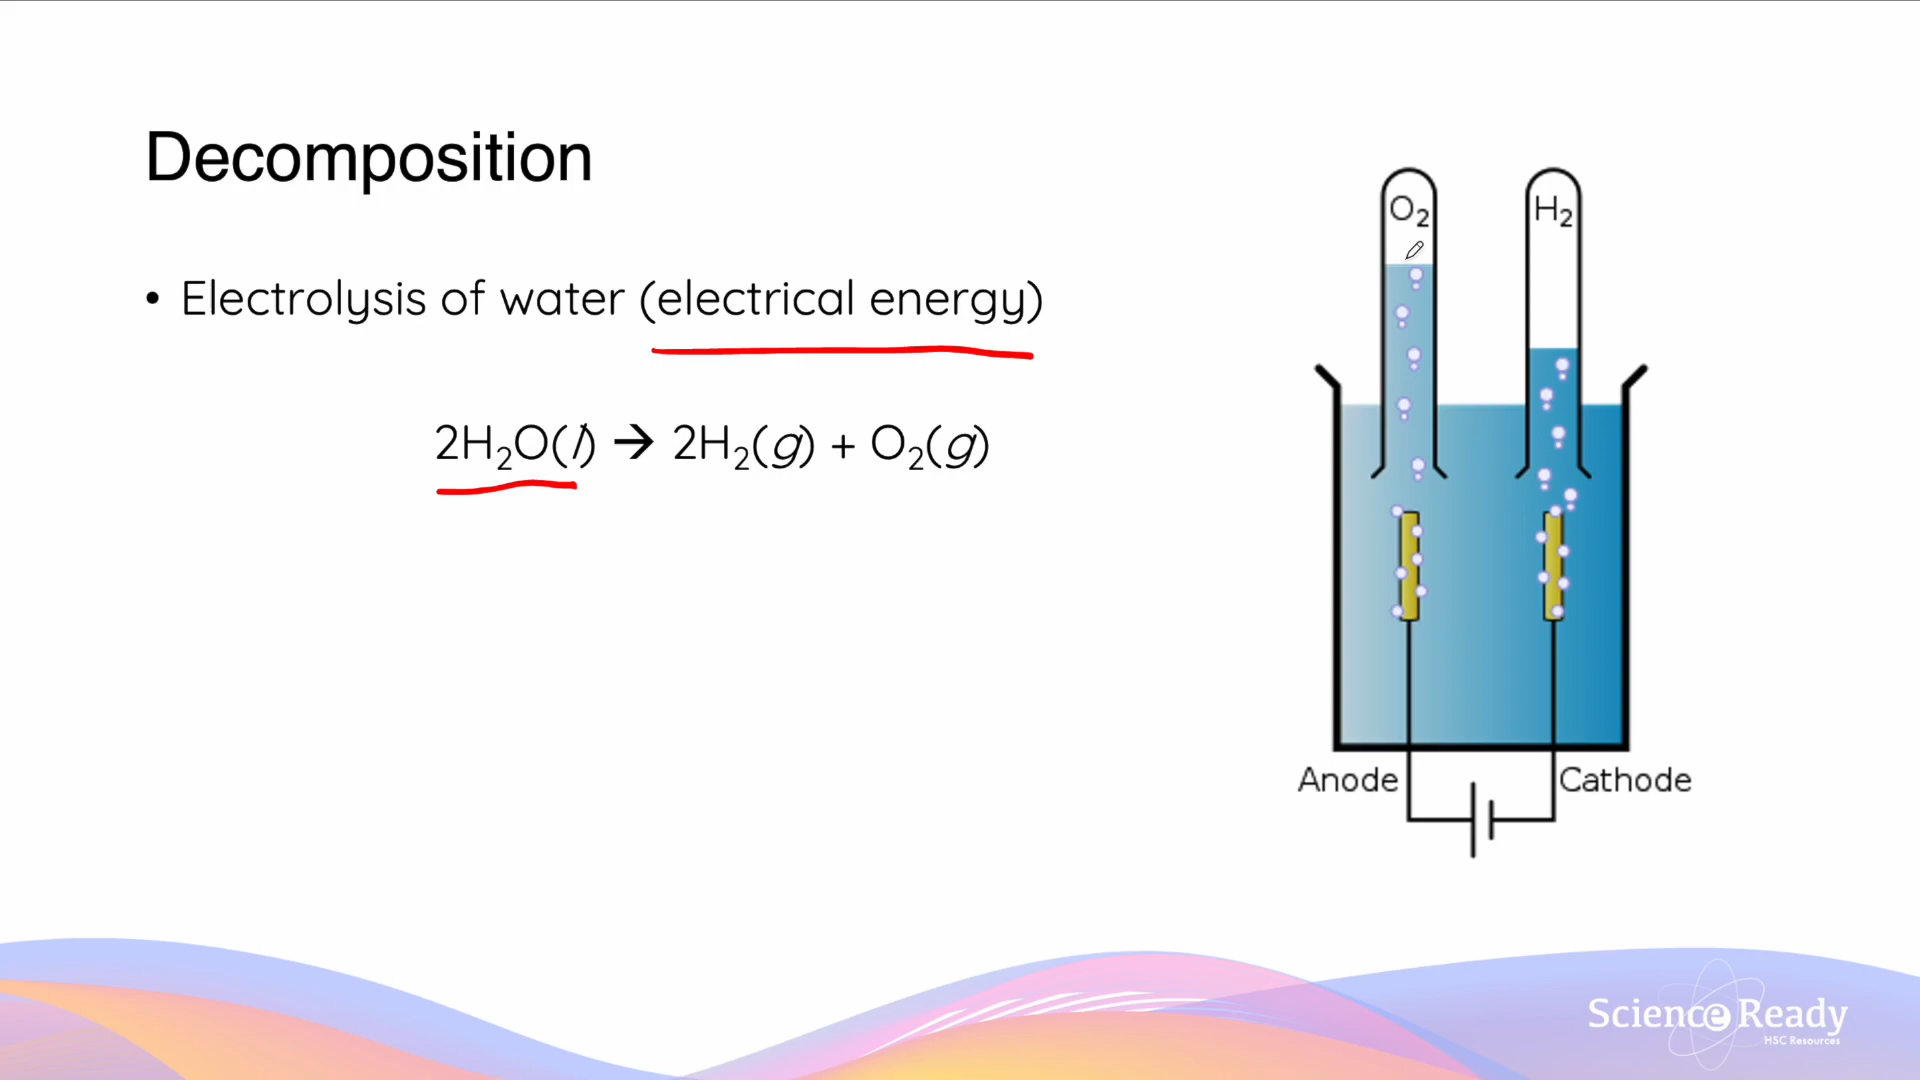 Decomposition
• Electrolysis of water (electrical energy)
2H₂O(l) → 2H₂(g) + O₂(g)
O₂
H₂
Anode
Cathode
Science Ready
HSC Resources